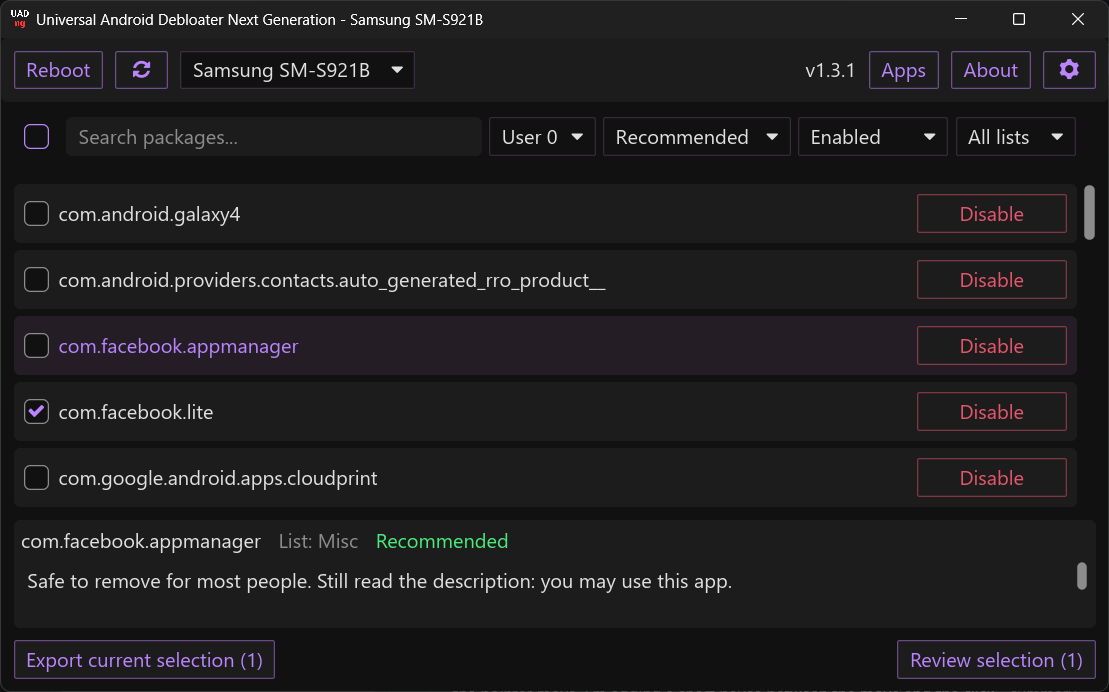 UAD ng Universal Android Debloater Next Generation - Samsung SM-S921B
Reboot Samsung SM-S921B v1.3.1 Apps About
Search packages... User 0 Recommended Enabled All lists
com.android.galaxy4 Disable
com.android.providers.contacts.auto_generated_rro_product__ Disable
com.facebook.appmanager Disable
com.facebook.lite Disable
com.google.android.apps.cloudprint Disable
com.facebook.appmanager List: Misc Recommended
Safe to remove for most people. Still read the description: you may use this app.
Export current selection (1) Review selection (1)